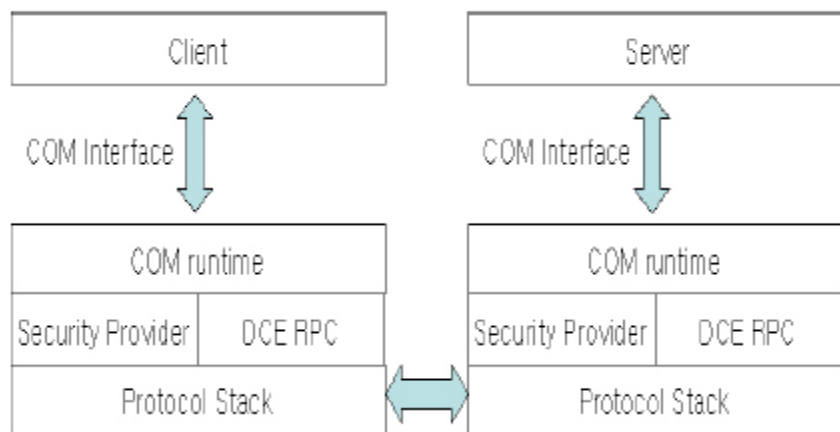 Client
Server
COM Interface
COM Interface
COM runtime
COM runtime
Security Provider
DCE RPC
Security Provider
DCE RPC
Protocol Stack
Protocol Stack